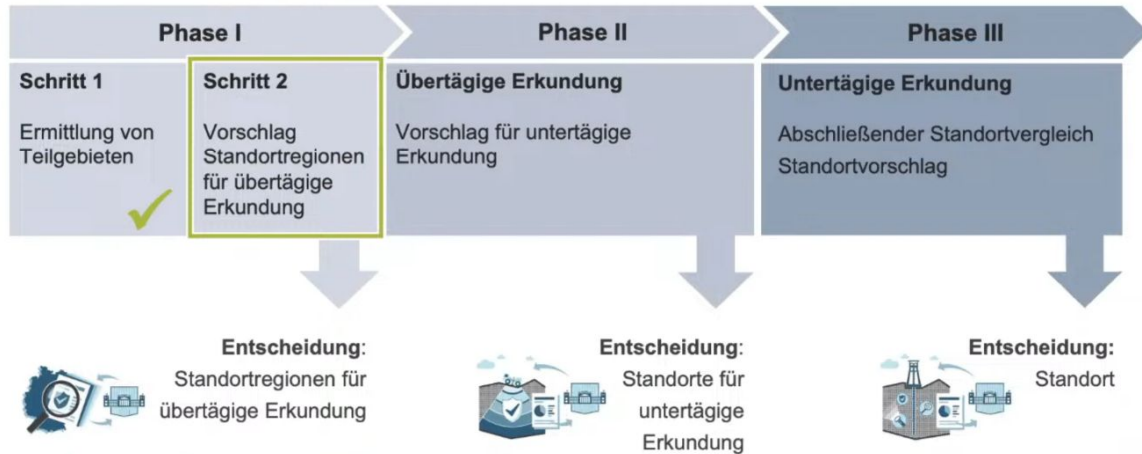 Phase I
Phase II
Phase III
Schritt 1
Ermittlung von
Teilgebieten
Schritt 2
Vorschlag
Standortregionen
für übertägige
Erkundung
Übertägige Erkundung
Vorschlag für untertägige
Erkundung
Untertägige Erkundung
Abschließender Standortvergleich
Standortvorschlag
Entscheidung:
Standortregionen für
übertägige Erkundung
Entscheidung:
Standorte für
untertägige
Erkundung
Entscheidung:
Standort